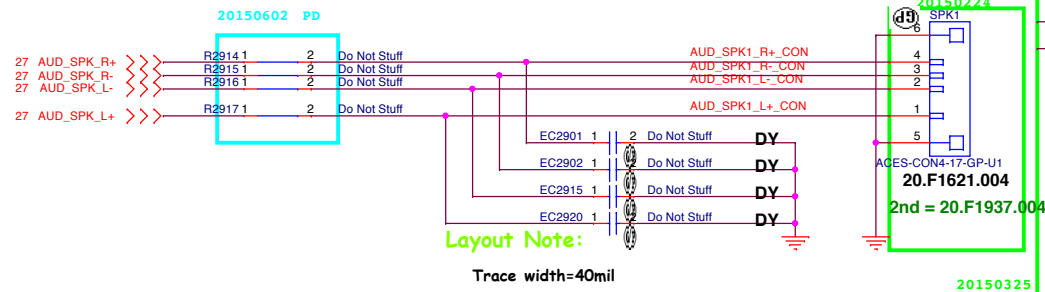 20150602 PD
20150224
SPK1
6
27 AUD_SPK_R+ R2914 1 2 Do Not Stuff AUD_SPK1_R+_CON 4
27 AUD_SPK_R- R2915 1 2 Do Not Stuff AUD_SPK1_R-_CON 3
27 AUD_SPK_L- R2916 1 2 Do Not Stuff AUD_SPK1_L-_CON 2
27 AUD_SPK_L+ R2917 1 2 Do Not Stuff AUD_SPK1_L+_CON 1
EC2901 1 2 Do Not Stuff DY
5
EC2902 1 2 Do Not Stuff DY
ACES-CON4-17-GP-U1
20.F1621.004
EC2915 1 2 Do Not Stuff DY
2nd = 20.F1937.004
EC2920 1 2 Do Not Stuff DY
Layout Note:
Trace width=40mil
20150325